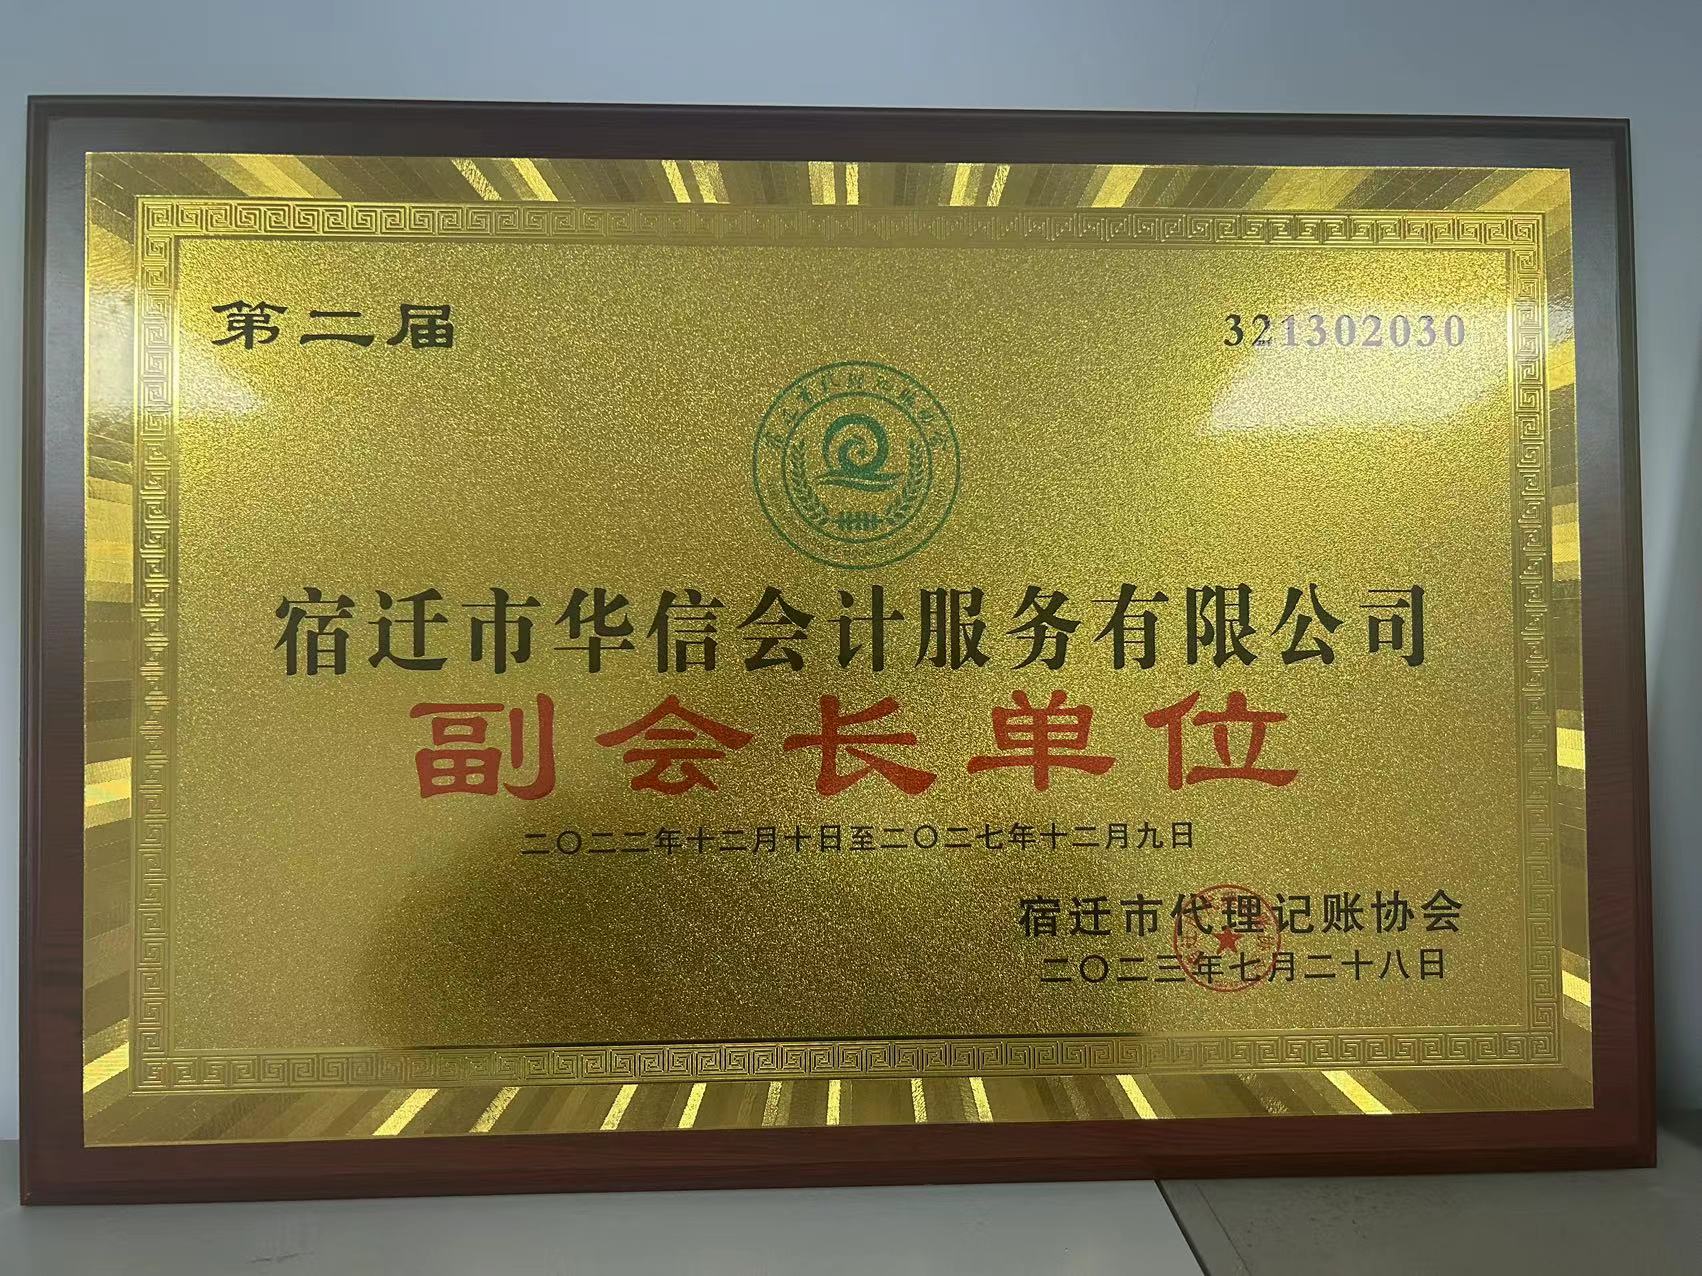 第二届
321302030
宿迁市华信会计服务有限公司
副会长单位
二〇二二年十二月十日至二〇二七年十二月九日
宿迁市代理记账协会
二〇二三年七月二十八日